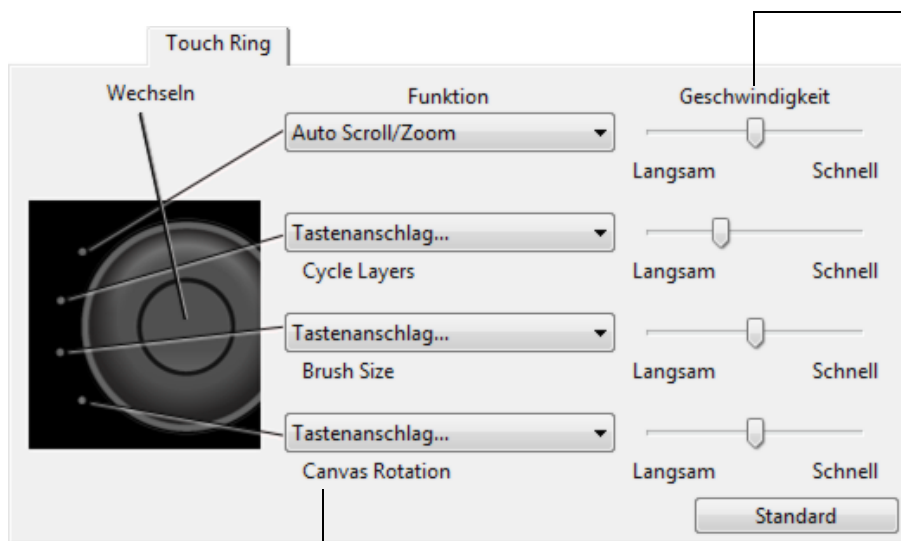 Touch Ring
Wechseln Funktion Geschwindigkeit
Auto Scroll/Zoom
Langsam Schnell
Tastenanschlag...
Cycle Layers Langsam Schnell
Tastenanschlag...
Brush Size Langsam Schnell
Tastenanschlag...
Canvas Rotation Langsam Schnell
Standard